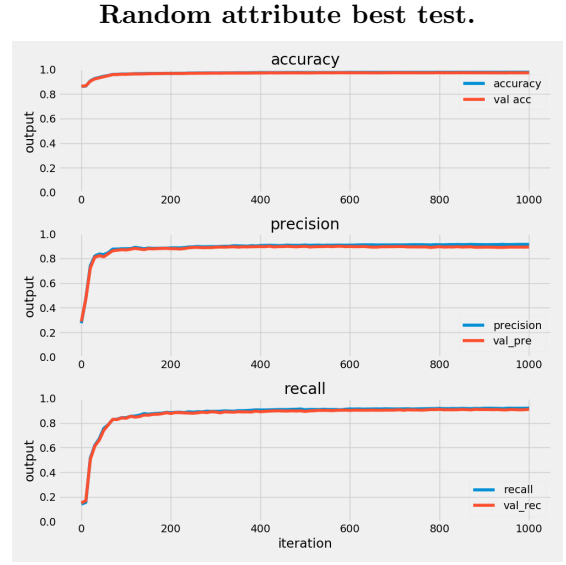 Random attribute best test.
accuracy
1.0
0.8
0.6
0.4
0.2
0.0
output
accuracy
val acc
0 200 400 600 800 1000
precision
1.0
0.8
0.6
0.4
0.2
0.0
output
precision
val_pre
0 200 400 600 800 1000
recall
1.0
0.8
0.6
0.4
0.2
0.0
output
recall
val_rec
0 200 400 600 800 1000
iteration